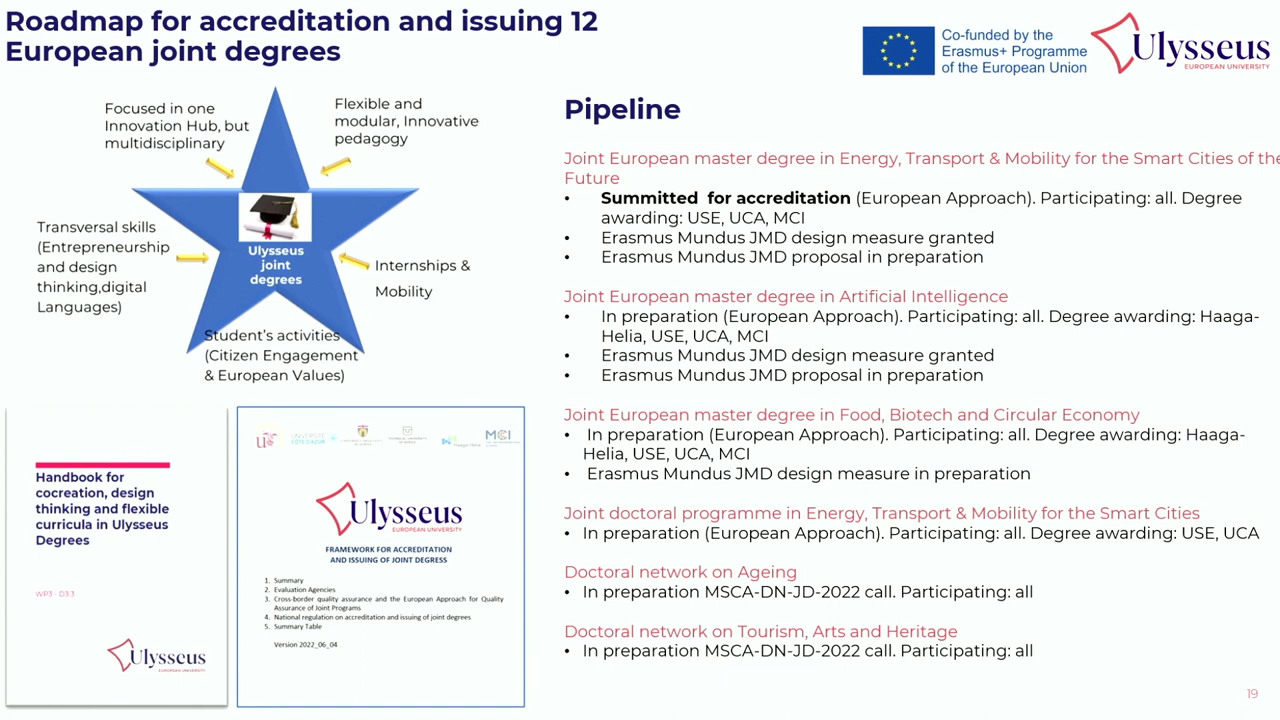 Roadmap for accreditation and issuing 12
European joint degrees
Co-funded by the
Erasmus+ Programme
of the European Union
Ulysseus
EUROPEAN UNIVERSITY
Focused in one
Innovation Hub, but
multidisciplinary
Flexible and
modular, Innovative
pedagogy
Transversal skills
(Entrepreneurship
and design
thinking,digital
Languages)
Ulysseus
joint
degrees
Internships &
Mobility
Student's activities
(Citizen Engagement
& European Values)
Handbook for
cocreation, design
thinking and flexible
curricula in Ulysseus
Degrees
WP3 - D3.3
Ulysseus
EUROPEAN UNIVERSITY
UNIVERSITÉ
CÔTE D'AZUR
Haaga-Helia
MCI
Ulysseus
EUROPEAN UNIVERSITY
FRAMEWORK FOR ACCREDITATION
AND ISSUING OF JOINT DEGRESS
1. Summary
2. Evaluation Agencies
3. Cross-border quality assurance and the European Approach for Quality
Assurance of Joint Programs
4. National regulation on accreditation and issuing of joint degrees
5. Summary Table
Version 2022_06_04
Pipeline
Joint European master degree in Energy, Transport & Mobility for the Smart Cities of the
Future
• Summitted for accreditation (European Approach). Participating: all. Degree
awarding: USE, UCA, MCI
• Erasmus Mundus JMD design measure granted
• Erasmus Mundus JMD proposal in preparation
Joint European master degree in Artificial Intelligence
• In preparation (European Approach). Participating: all. Degree awarding: Haaga-
Helia, USE, UCA, MCI
• Erasmus Mundus JMD design measure granted
• Erasmus Mundus JMD proposal in preparation
Joint European master degree in Food, Biotech and Circular Economy
• In preparation (European Approach). Participating: all. Degree awarding: Haaga-
Helia, USE, UCA, MCI
• Erasmus Mundus JMD design measure in preparation
Joint doctoral programme in Energy, Transport & Mobility for the Smart Cities
• In preparation (European Approach). Participating: all. Degree awarding: USE, UCA
Doctoral network on Ageing
• In preparation MSCA-DN-JD-2022 call. Participating: all
Doctoral network on Tourism, Arts and Heritage
• In preparation MSCA-DN-JD-2022 call. Participating: all
19